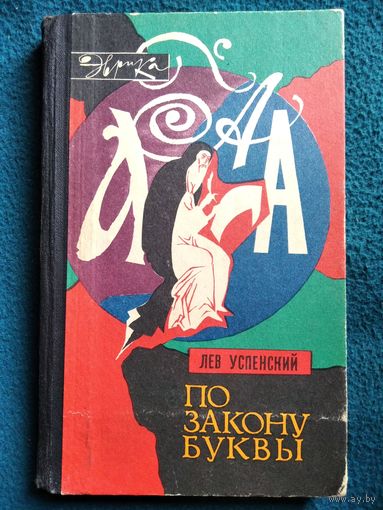 Эврика
А А А А
ЛЕВ УСПЕНСКИЙ
ПО
ЗАКОНУ
БУКВЫ
www.ay.by